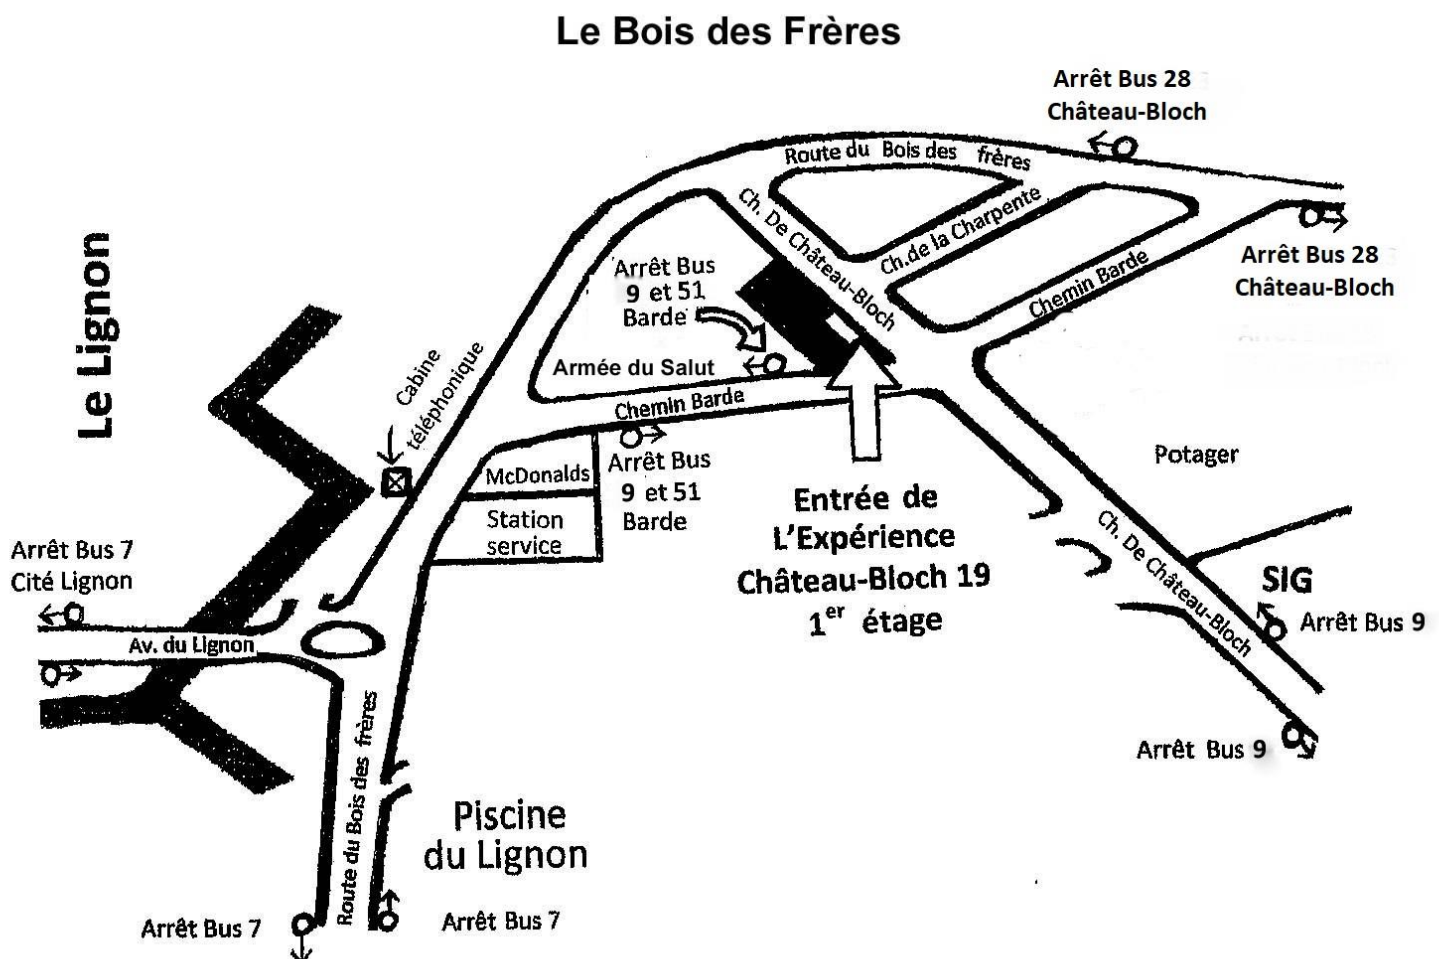 Le Bois des Frères
Arrêt Bus 28
Château-Bloch
Route du Bois des frères
Ch. De Château-Bloch
Ch.de la Charpente
Arrêt Bus 28
Château-Bloch
Chemin Barde
Arrêt Bus
9 et 51
Barde
Le Lignon
Cabine
téléphonique
Armée du Salut
Chemin Barde
McDonalds
Station
service
Arrêt Bus
9 et 51
Barde
Entrée de
L'Expérience
Château-Bloch 19
1er étage
Potager
Ch. De Château-Bloch
SIG
Arrêt Bus 9
Arrêt Bus 9
Arrêt Bus 7
Cité Lignon
Av. du Lignon
Route du Bois des frères
Piscine
du Lignon
Arrêt Bus 7
Arrêt Bus 7